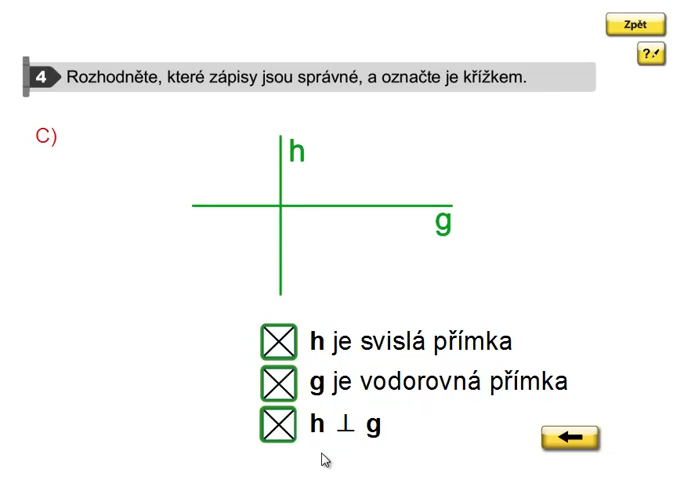 Zpět
?
4 Rozhodněte, které zápisy jsou správné, a označte je křížkem.
C)
h
g
h je svislá přímka
g je vodorovná přímka
h ⊥ g